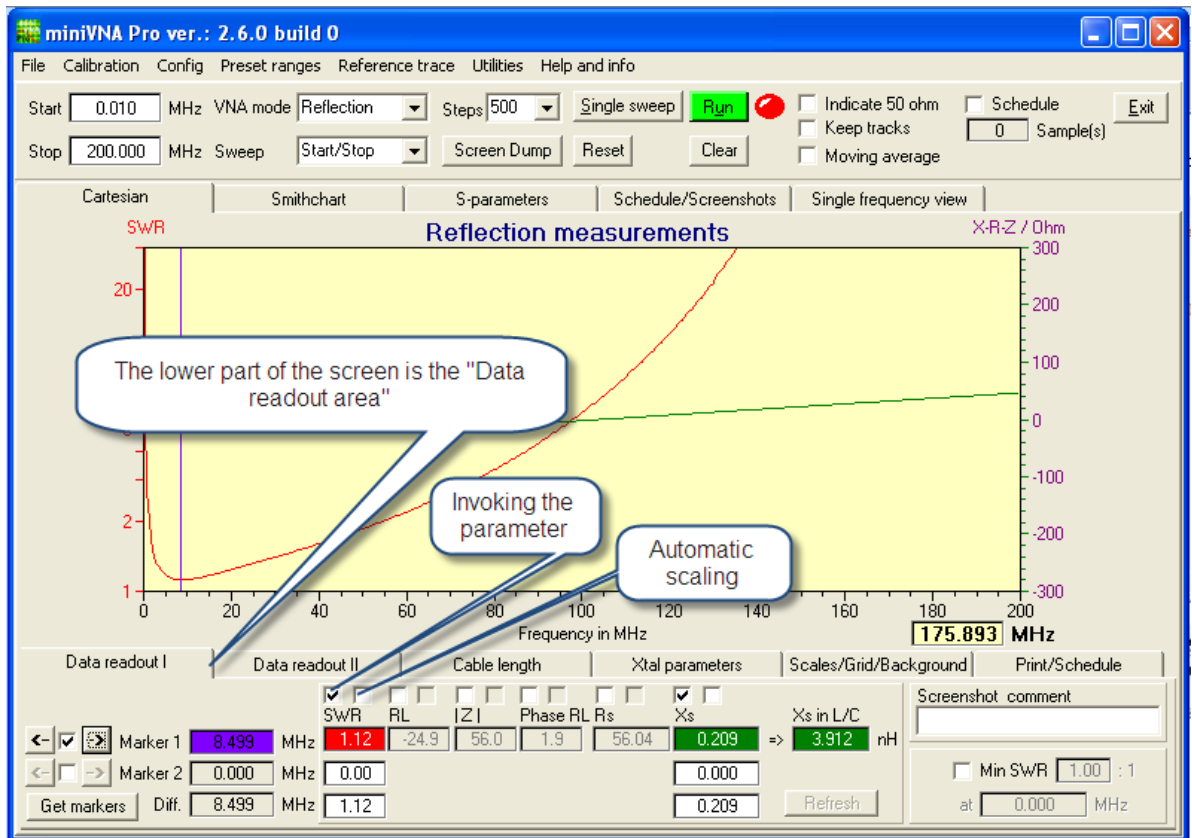 miniVNA Pro ver.: 2.6.0 build 0
File Calibration Config Preset ranges Reference trace Utilities Help and info
Start 0.010 MHz VNA mode Reflection Steps 500 Single sweep Run Indicate 50 ohm Schedule Exit
Keep tracks 0 Sample(s)
Stop 200.000 MHz Sweep Start/Stop Screen Dump Reset Clear Moving average
Cartesian Smithchart S-parameters Schedule/Screenshots Single frequency view
SWR Reflection measurements X-R-Z / Ohm
300
20
200
100
The lower part of the screen is the "Data
readout area"
0
-100
Invoking the
parameter
2
-200
Automatic
scaling
1
-300
0 20 40 60 80 100 120 140 160 180 200
Frequency in MHz 175.893 MHz
Data readout I Data readout II Cable length Xtal parameters Scales/Grid/Background Print/Schedule
SWR RL |Z| Phase RL Rs Xs Xs in L/C Screenshot comment
<- Marker 1 8.499 MHz 1.12 -24.9 56.0 1.9 56.04 0.209 => 3.912 nH
<- -> Marker 2 0.000 MHz 0.00 0.000 Min SWR 1.00 : 1
Get markers Diff. 8.499 MHz 1.12 0.209 Refresh at 0.000 MHz